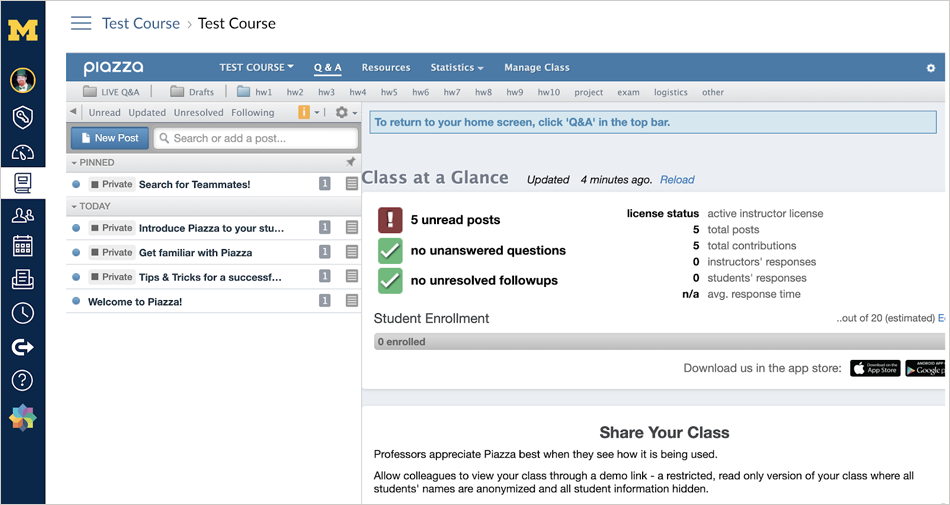 M
Test Course › Test Course
piazza TEST COURSE Q & A Resources Statistics Manage Class
LIVE Q&A Drafts hw1 hw2 hw3 hw4 hw5 hw6 hw7 hw8 hw9 hw10 project exam logistics other
Unread Updated Unresolved Following
New Post
Search or add a post...
PINNED
Private Search for Teammates! 1
TODAY
Private Introduce Piazza to your stu... 1
Private Get familiar with Piazza 1
Private Tips & Tricks for a successf... 1
Welcome to Piazza! 1
To return to your home screen, click 'Q&A' in the top bar.
Class at a Glance Updated 4 minutes ago. Reload
5 unread posts
no unanswered questions
no unresolved followups
license status active instructor license
5 total posts
5 total contributions
0 instructors' responses
0 students' responses
n/a avg. response time
Student Enrollment ..out of 20 (estimated) E
0 enrolled
Download us in the app store:
Available on the
App Store
ANDROID APP
Google p
Share Your Class
Professors appreciate Piazza best when they see how it is being used.
Allow colleagues to view your class through a demo link - a restricted, read only version of your class where all
students' names are anonymized and all student information hidden.